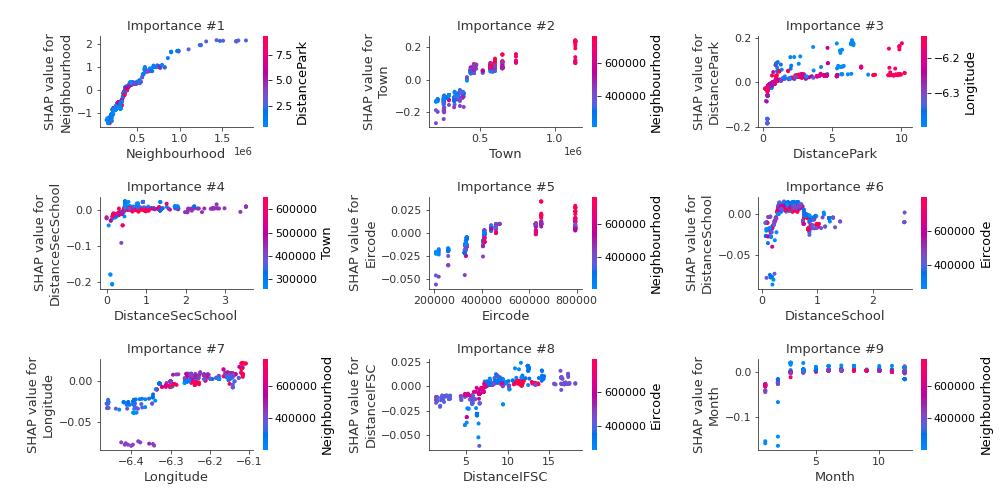 Importance #1
SHAP value for
Neighbourhood
2
1
0
−1
0.5
1.0
1.5
1e6
Neighbourhood
7.5
5.0
2.5
DistancePark
Importance #2
SHAP value for
Town
0.2
0.0
−0.2
0.5
1.0
1e6
Town
600000
400000
Neighbourhood
Importance #3
SHAP value for
DistancePark
0.2
0.0
−0.2
0
5
10
DistancePark
−6.2
−6.3
Longitude
Importance #4
SHAP value for
DistanceSecSchool
0.0
−0.1
−0.2
0
1
2
3
DistanceSecSchool
600000
500000
400000
300000
Town
Importance #5
SHAP value for
Eircode
0.025
0.000
−0.025
−0.050
200000
400000
600000
800000
Eircode
600000
400000
Neighbourhood
Importance #6
SHAP value for
DistanceSchool
0.00
−0.05
0
1
2
DistanceSchool
600000
400000
Eircode
Importance #7
SHAP value for
Longitude
0.00
−0.05
−6.4
−6.3
−6.2
−6.1
Longitude
600000
400000
Neighbourhood
Importance #8
SHAP value for
DistanceIFSC
0.025
0.000
−0.025
−0.050
5
10
15
DistanceIFSC
600000
400000
Eircode
Importance #9
SHAP value for
Month
0.0
−0.1
5
10
Month
600000
400000
Neighbourhood